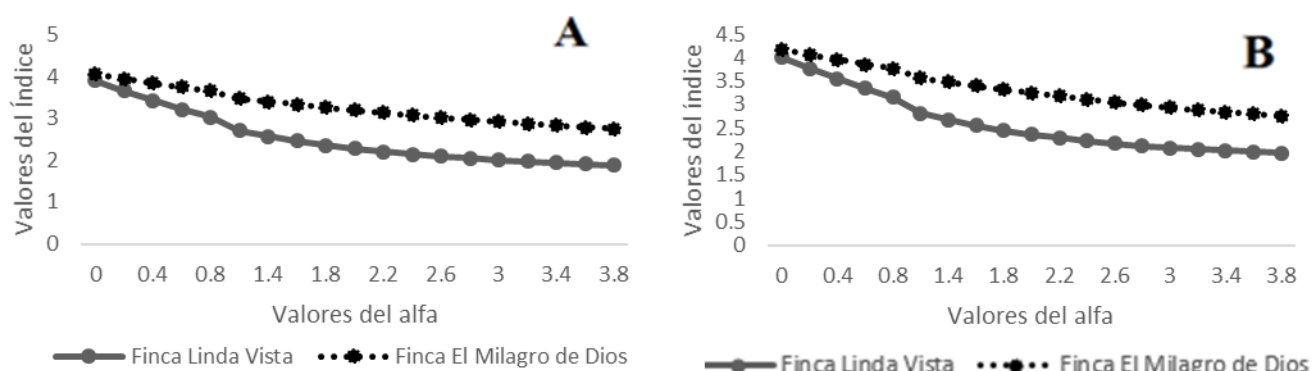 A
Valores del Índice
5
4
3
2
1
0
0 0.4 0.8 1.4 1.8 2.2 2.6 3 3.4 3.8
Valores del alfa
Finca Linda Vista Finca El Milagro de Dios
B
Valores del índice
4.5
4
3.5
3
2.5
2
1.5
1
0.5
0
0 0.4 0.8 1.4 1.8 2.2 2.6 3 3.4 3.8
Valores del alfa
Finca Linda Vista Finca El Milagro de Dios